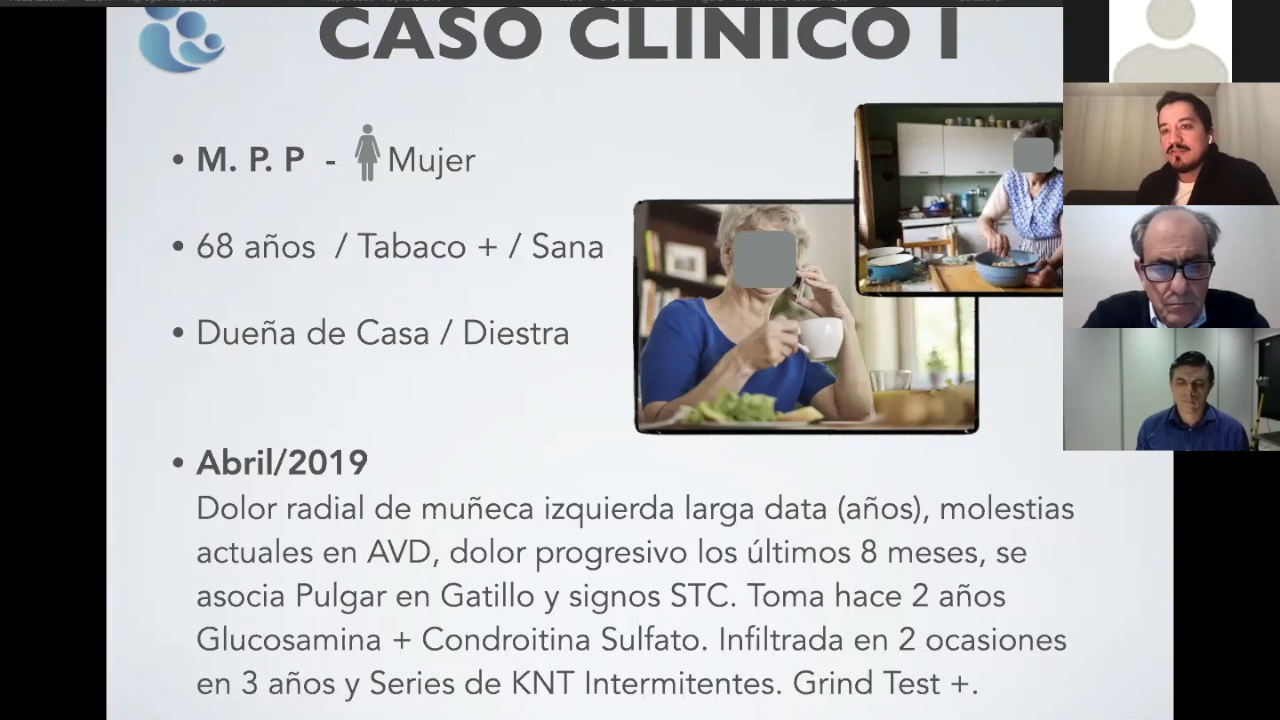 CASO CLÍNICO I
• M. P. P - Mujer
• 68 años / Tabaco + / Sana
• Dueña de Casa / Diestra
• Abril/2019
Dolor radial de muñeca izquierda larga data (años), molestias
actuales en AVD, dolor progresivo los últimos 8 meses, se
asocia Pulgar en Gatillo y signos STC. Toma hace 2 años
Glucosamina + Condroitina Sulfato. Infiltrada en 2 ocasiones
en 3 años y Series de KNT Intermitentes. Grind Test +.